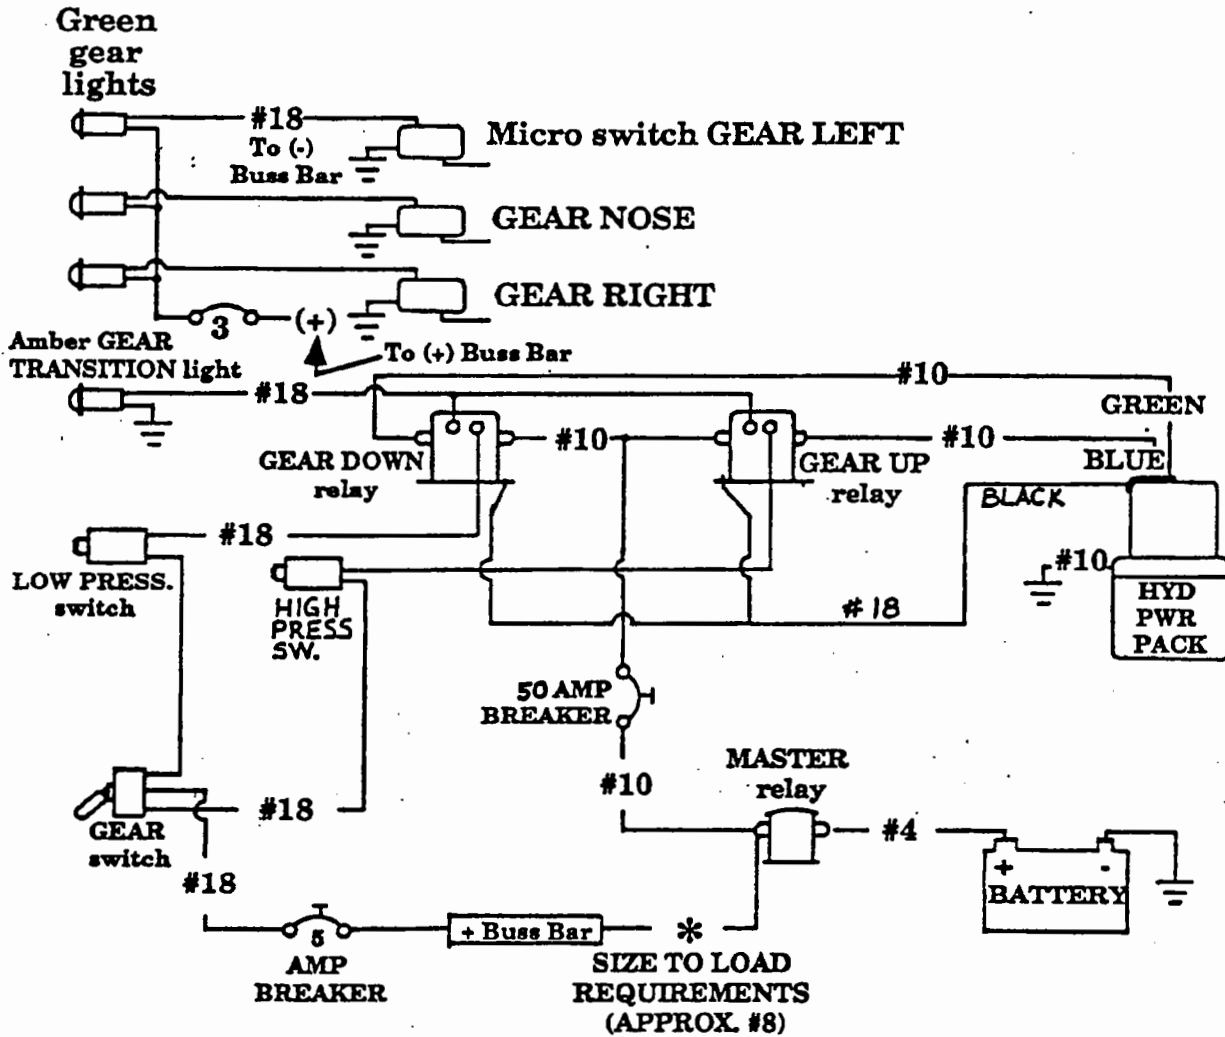 Green
gear
lights
#18
To (-)
Buss Bar
Micro switch GEAR LEFT
GEAR NOSE
GEAR RIGHT
3
(+)
To (+) Buss Bar
Amber GEAR
TRANSITION light
#18
#10
GREEN
#10
#10
BLUE
GEAR DOWN
relay
GEAR UP
relay
BLACK
#18
LOW PRESS.
switch
HIGH
PRESS
SW.
#10
HYD
PWR
PACK
# 18
50 AMP
BREAKER
#10
MASTER
relay
#4
+ -
BATTERY
#18
GEAR
switch
#18
5
AMP
BREAKER
+ Buss Bar
*
SIZE TO LOAD
REQUIREMENTS
(APPROX. #8)